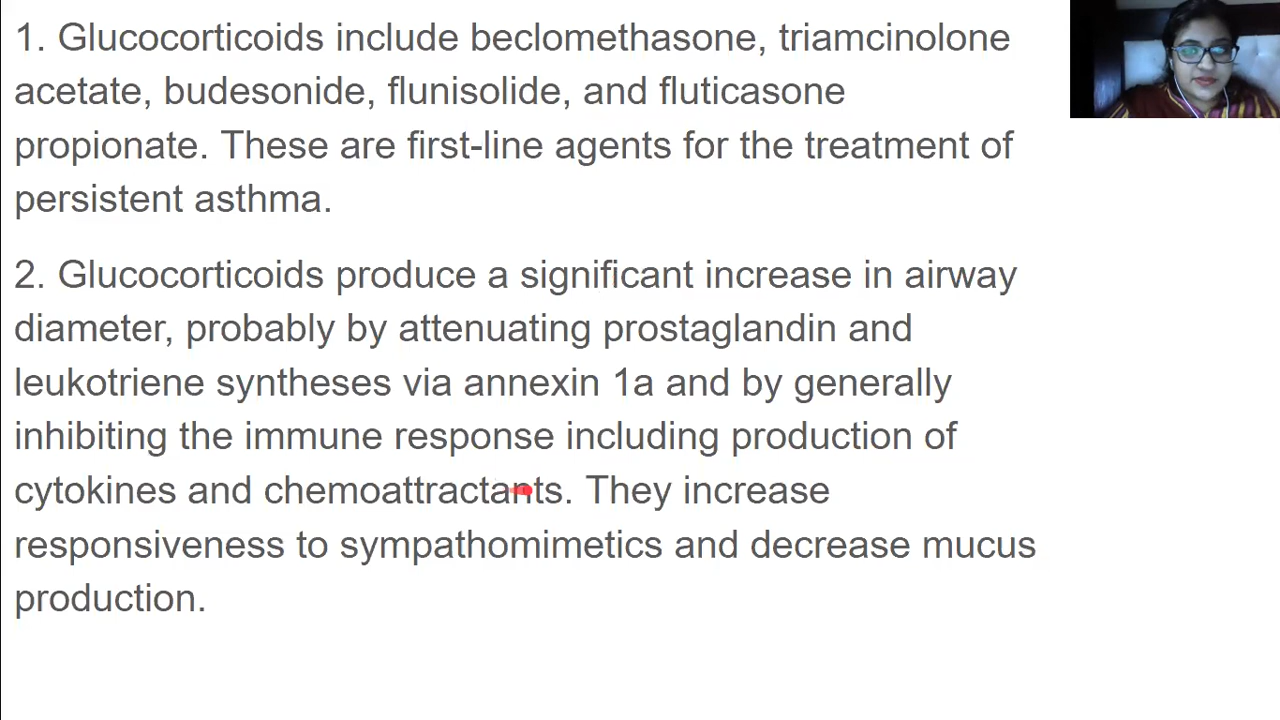 1. Glucocorticoids include beclomethasone, triamcinolone
acetate, budesonide, flunisolide, and fluticasone
propionate. These are first-line agents for the treatment of
persistent asthma.
2. Glucocorticoids produce a significant increase in airway
diameter, probably by attenuating prostaglandin and
leukotriene syntheses via annexin 1a and by generally
inhibiting the immune response including production of
cytokines and chemoattractants. They increase
responsiveness to sympathomimetics and decrease mucus
production.